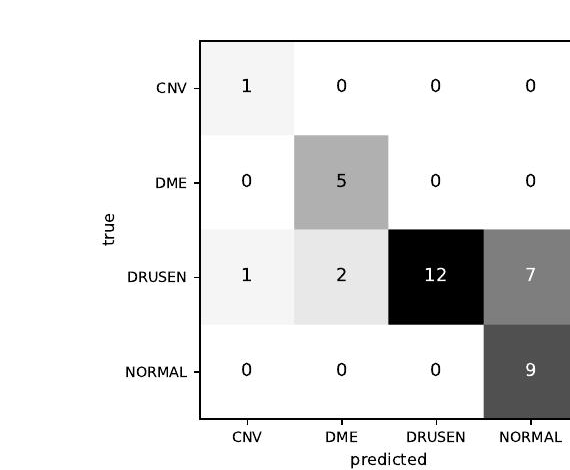 CNV 1 0 0 0
DME 0 5 0 0
true
DRUSEN 1 2 12 7
NORMAL 0 0 0 9
CNV DME DRUSEN NORMAL
predicted